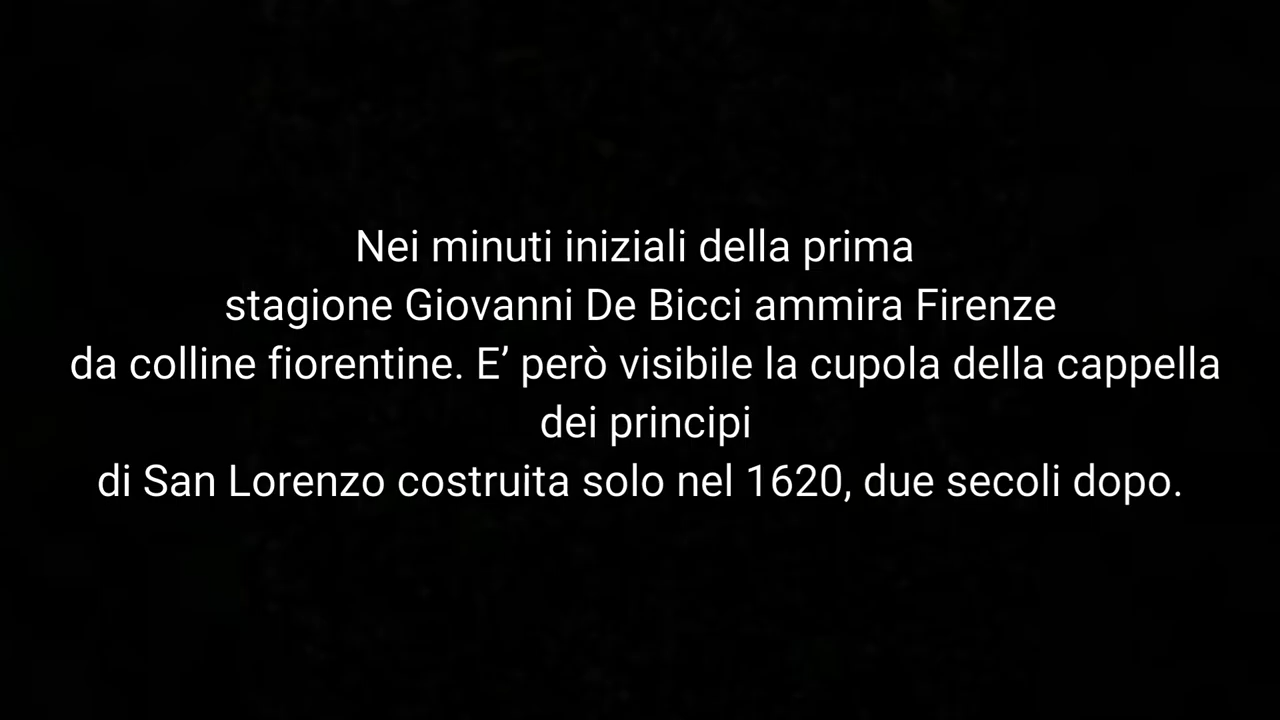 Nei minuti iniziali della prima
stagione Giovanni De Bicci ammira Firenze
da colline fiorentine. E’ però visibile la cupola della cappella
dei principi
di San Lorenzo costruita solo nel 1620, due secoli dopo.